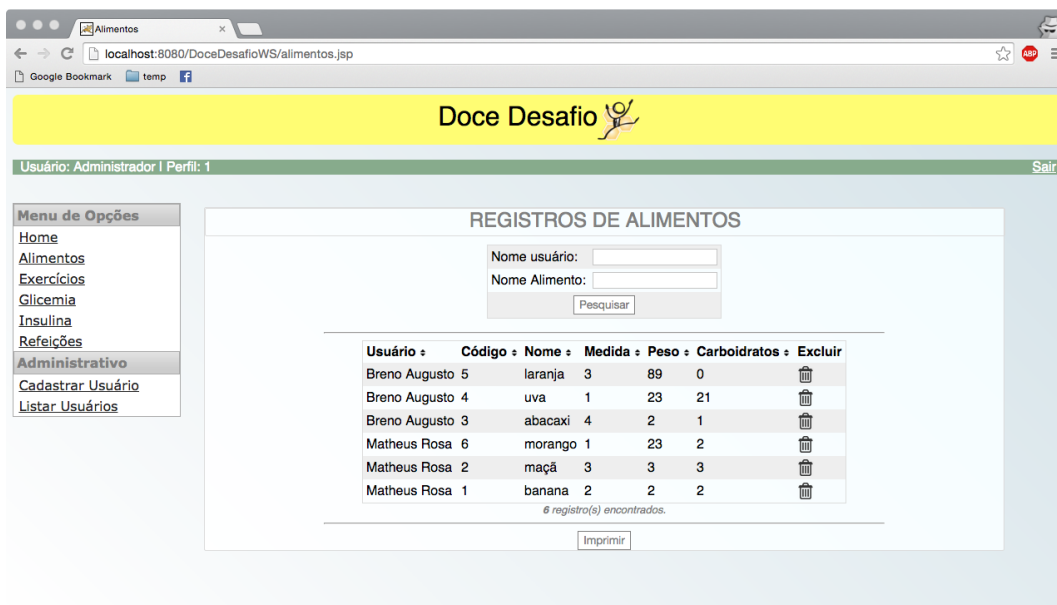 Alimentos
localhost:8080/DoceDesafioWS/alimentos.jsp
ABP
Google Bookmark temp f
Doce Desafio
Usuário: Administrador | Perfil: 1 Sair
Menu de Opções
Home
Alimentos
Exercícios
Glicemia
Insulina
Refeições
Administrativo
Cadastrar Usuário
Listar Usuários
REGISTROS DE ALIMENTOS
Nome usuário:
Nome Alimento:
Pesquisar
Usuário Código Nome Medida Peso Carboidratos Excluir
Breno Augusto 5 laranja 3 89 0
Breno Augusto 4 uva 1 23 21
Breno Augusto 3 abacaxi 4 2 1
Matheus Rosa 6 morango 1 23 2
Matheus Rosa 2 maçã 3 3 3
Matheus Rosa 1 banana 2 2 2
6 registro(s) encontrados.
Imprimir